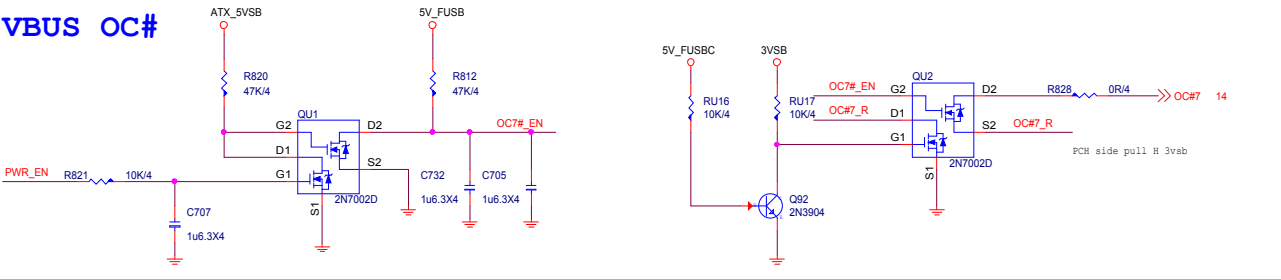 VBUS OC#
ATX_5VSB
5V_FUSB
R820
47K/4
R812
47K/4
QU1
G2
D2
OC7#_EN
D1
S2
PWR_EN
R821
10K/4
G1
2N7002D
S1
C707
1u6.3X4
C732
C705
1u6.3X4
1u6.3X4
5V_FUSBC
3VSB
RU16
10K/4
RU17
10K/4
QU2
OC7#_EN
G2
D2
R828
0R/4
OC#7
14
OC#7_R
D1
G1
S2
OC#7_R
2N7002D
S1
PCH side pull H 3vsb
Q92
2N3904